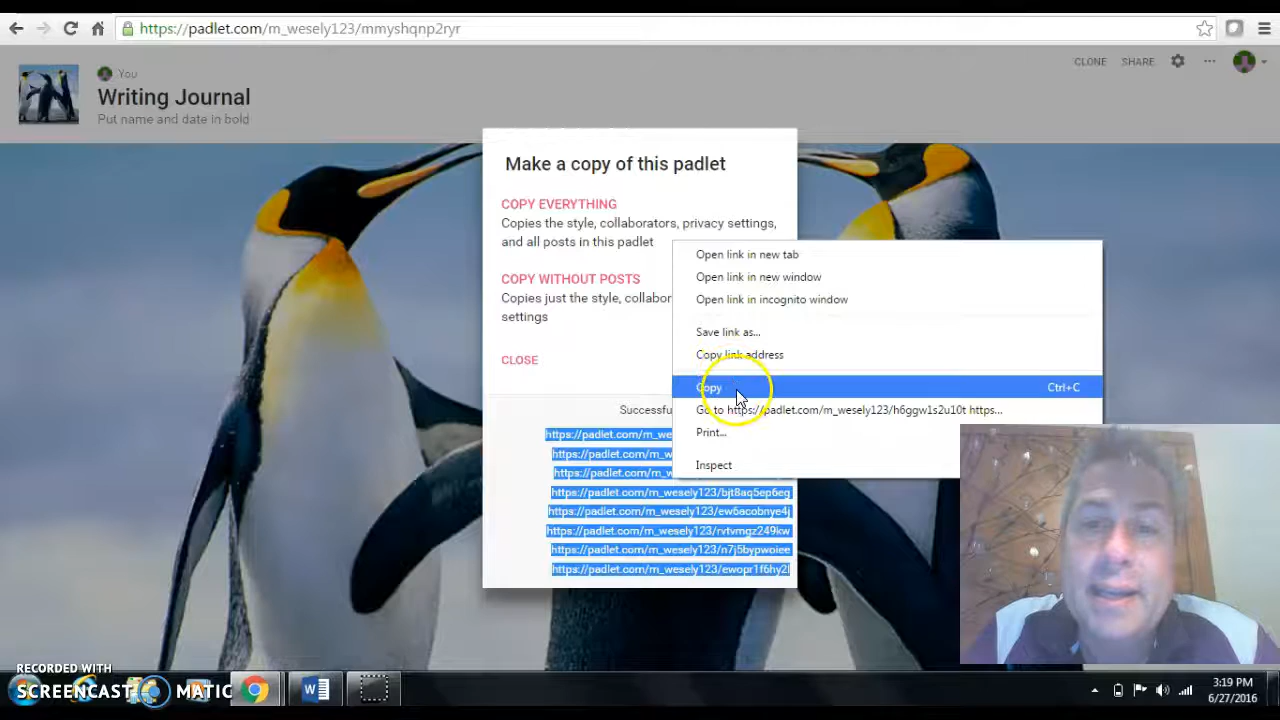 https://padlet.com/m_wesely123/mmyshqnp2ryr
You
CLONE SHARE
Writing Journal
Put name and date in bold
Make a copy of this padlet
COPY EVERYTHING
Copies the style, collaborators, privacy settings,
and all posts in this padlet
COPY WITHOUT POSTS
Copies just the style, collabor
settings
CLOSE
Successfu
https://padlet.com/m_we
https://padlet.com/m_w
https://padlet.com/m_w
https://padlet.com/m_wesely123/bjt8aq5ep6eg
https://padlet.com/m_wesely123/ew6acobnye4j
https://padlet.com/m_wesely123/rvtvmgz249kw
https://padlet.com/m_wesely123/n7j5bypwoiee
https://padlet.com/m_wesely123/ewopr1f6hy2l
Open link in new tab
Open link in new window
Open link in incognito window
Save link as...
Copy link address
Copy Ctrl+C
Go to https://padlet.com/m_wesely123/h6ggw1s2u10t https...
Print...
Inspect
RECORDED WITH
SCREENCAST MATIC
3:19 PM
6/27/2016